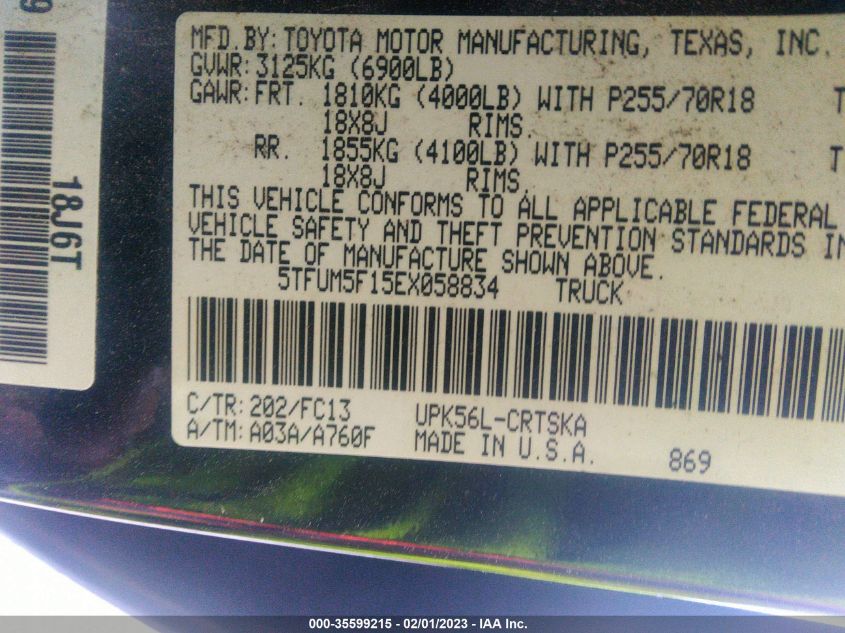 9
18J6T
MFD.BY: TOYOTA MOTOR MANUFACTURING, TEXAS, INC.
GVWR: 3125KG (6900LB)
GAWR: FRT. 1810KG (4000LB) WITH P255/70R18 T
18X8J RIMS.
RR. 1855KG (4100LB) WITH P255/70R18 T
18X8J RIMS.
THIS VEHICLE CONFORMS TO ALL APPLICABLE FEDERAL
VEHICLE SAFETY AND THEFT PREVENTION STANDARDS IN
THE DATE OF MANUFACTURE SHOWN ABOVE.
5TFUM5F15EX058834 TRUCK
C/TR: 202/FC13 UPK56L-CRTSKA
A/TM: A03A/A760F MADE IN U.S.A. 869
000-35599215 - 02/01/2023 - IAA Inc.